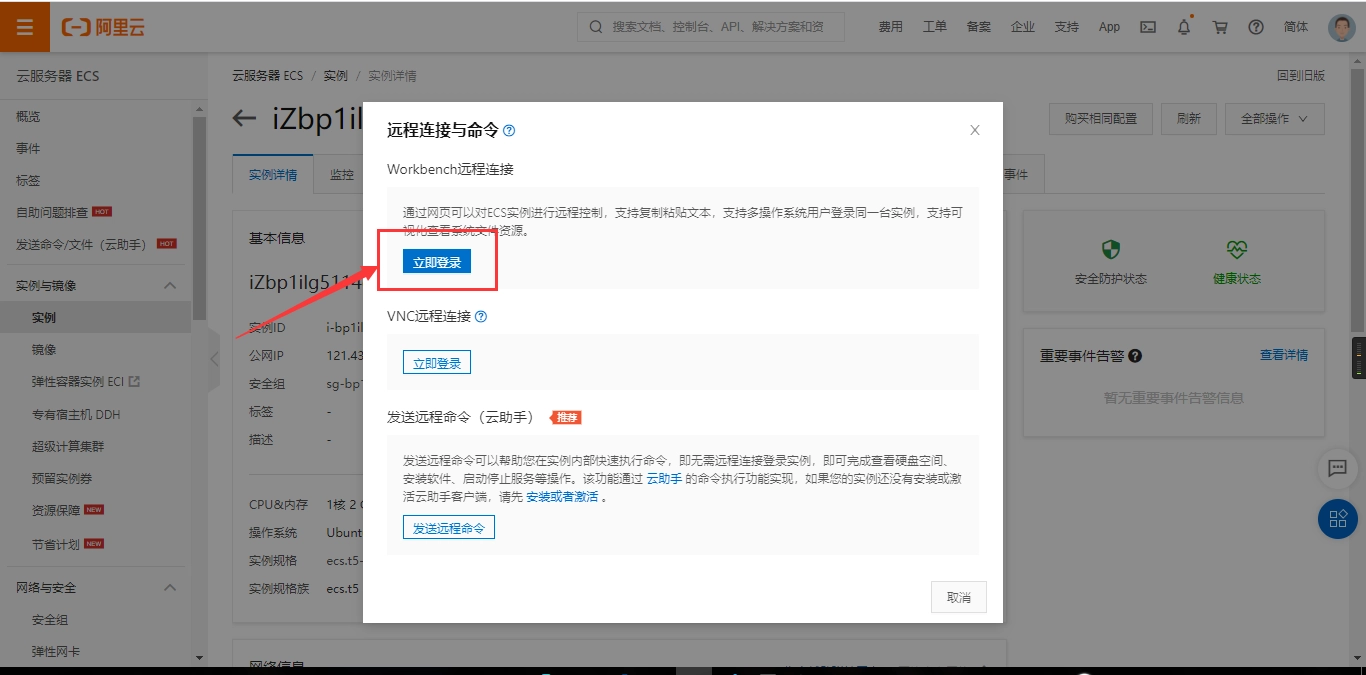 阿里云
搜索文档、控制台、API、解决方案和资
费用
工单
备案
企业
支持
App
简体
云服务器 ECS
概览
事件
标签
自助问题排查 HOT
发送命令/文件（云助手） HOT
实例与镜像
实例
镜像
弹性容器实例 ECI
专有宿主机 DDH
超级计算集群
预留实例券
资源保障 NEW
节省计划 NEW
网络与安全
安全组
弹性网卡
云服务器 ECS / 实例 / 实例详情
回到旧版
iZbp1il
购买相同配置
刷新
全部操作
实例详情
监控
事件
基本信息
iZbp1ilg5114
实例ID i-bp1il
公网IP 121.43
安全组 sg-bp1
标签 -
描述 -
CPU&内存 1核 2
操作系统 Ubun
实例规格 ecs.t5-
实例规格族 ecs.t5
网络信息
安全防护状态
健康状态
重要事件告警
查看详情
暂无重要事件告警信息
远程连接与命令
Workbench远程连接
通过网页可以对ECS实例进行远程控制，支持复制粘贴文本，支持多操作系统用户登录同一台实例，支持可
视化查看系统文件资源。
立即登录
VNC远程连接
立即登录
发送远程命令（云助手） 推荐
发送远程命令可以帮助您在实例内部快速执行命令，即无需远程连接登录实例，即可完成查看硬盘空间、
安装软件、启动停止服务等操作。该功能通过 云助手 的命令执行功能实现，如果您的实例还没有安装或激
活云助手客户端，请先 安装或者激活 。
发送远程命令
取消